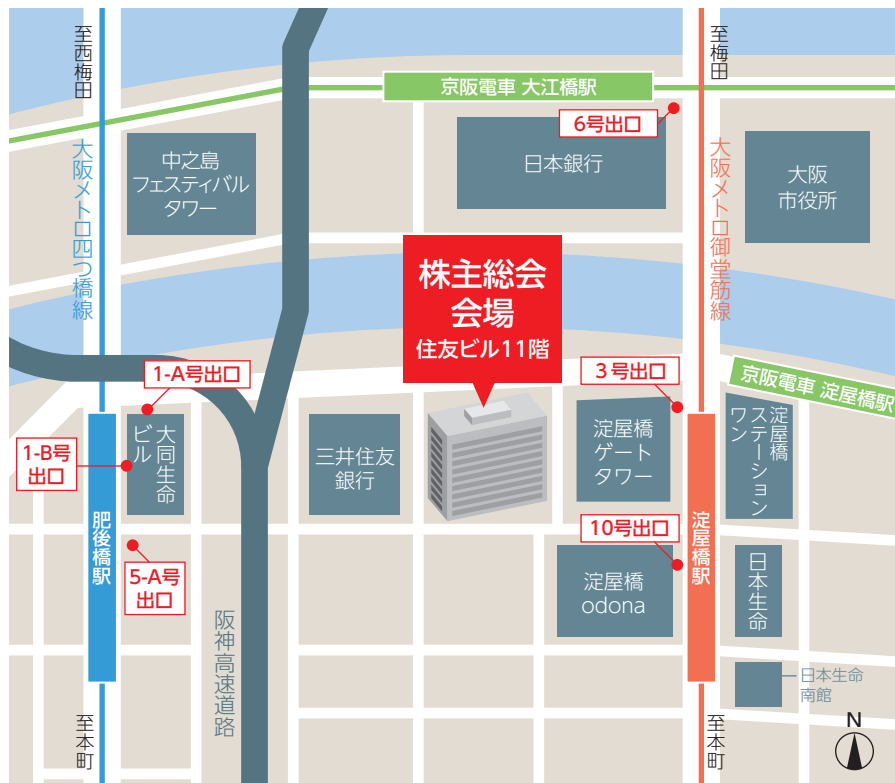 至西梅田
至梅田
京阪電車 大江橋駅
6号出口
大阪メトロ四つ橋線
中之島
フェスティバル
タワー
日本銀行
大阪メトロ御堂筋線
大阪
市役所
株主総会
会場
住友ビル11階
1-A号出口
3号出口
京阪電車 淀屋橋駅
1-B号
出口
大同生命
ビル
三井住友
銀行
淀屋橋
ゲート
タワー
淀屋橋
ステーション
ワン
肥後橋駅
淀屋橋駅
10号出口
5-A号
出口
淀屋橋
odona
日本生命
阪神高速道路
日本生命
南館
至本町
至本町
N